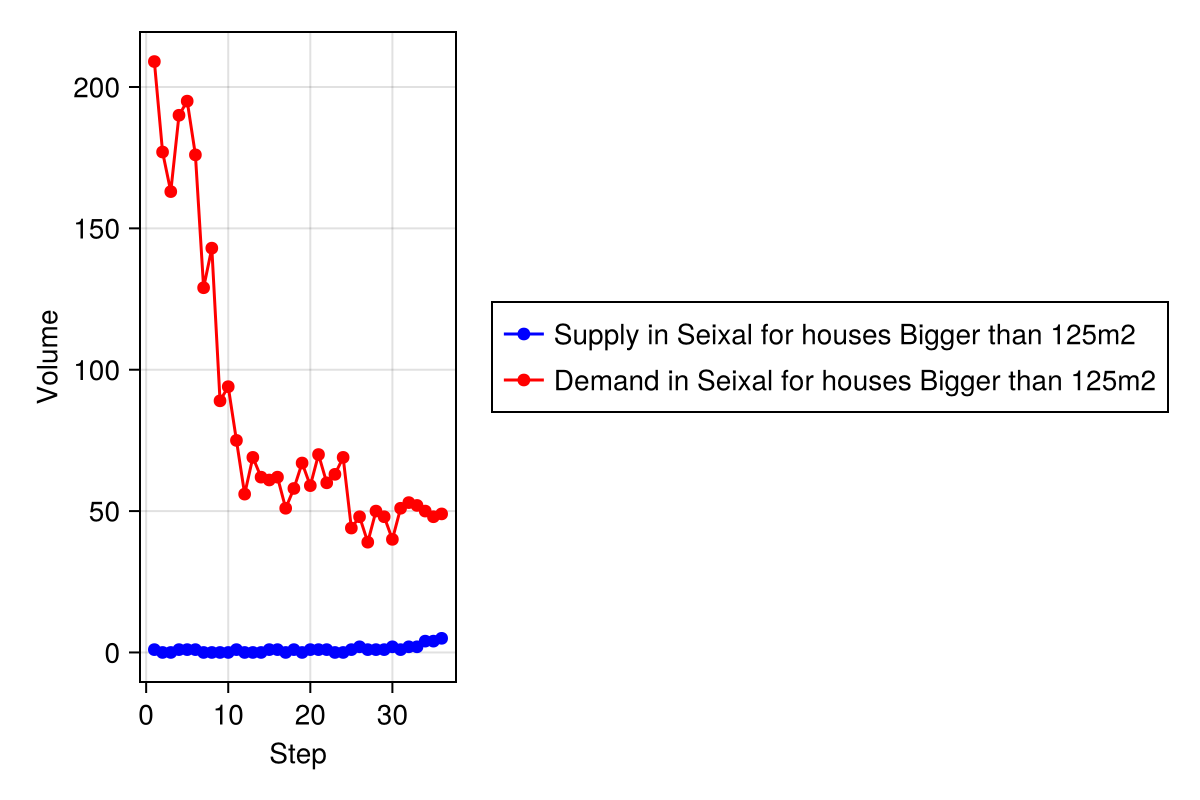 200
150
100
50
0
Volume
0 10 20 30
Step
Supply in Seixal for houses Bigger than 125m2
Demand in Seixal for houses Bigger than 125m2